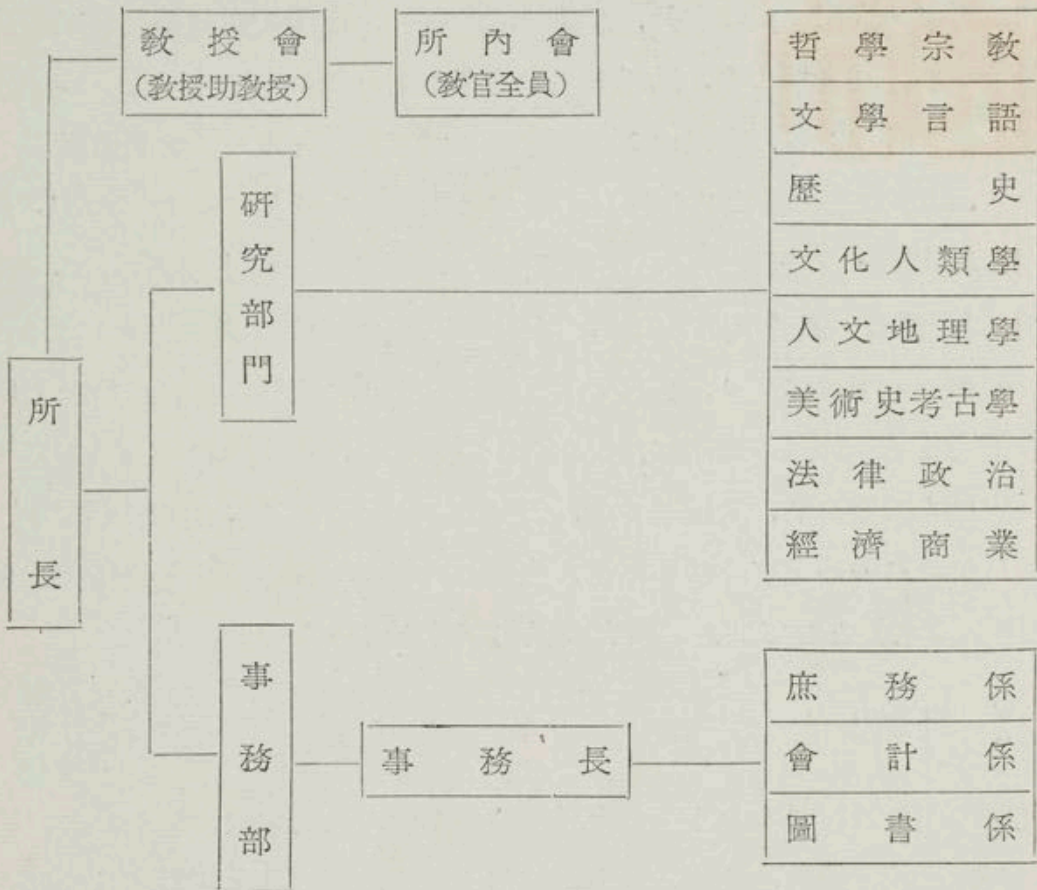 教授會
(教授助教授)
所內會
(教官全員)
哲學宗教
文學言語
歷史
文化人類學
人文地理學
美術史考古學
法律政治
經濟商業
研究部門
所長
事務部
事務長
庶務係
會計係
圖書係